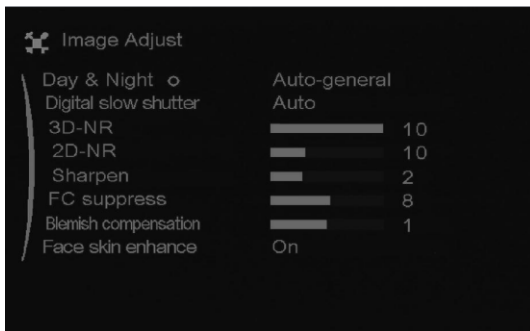 Image Adjust
Day & Night Auto-general
Digital slow shutter Auto
3D-NR 10
2D-NR 10
Sharpen 2
FC suppress 8
Blemish compensation 1
Face skin enhance On